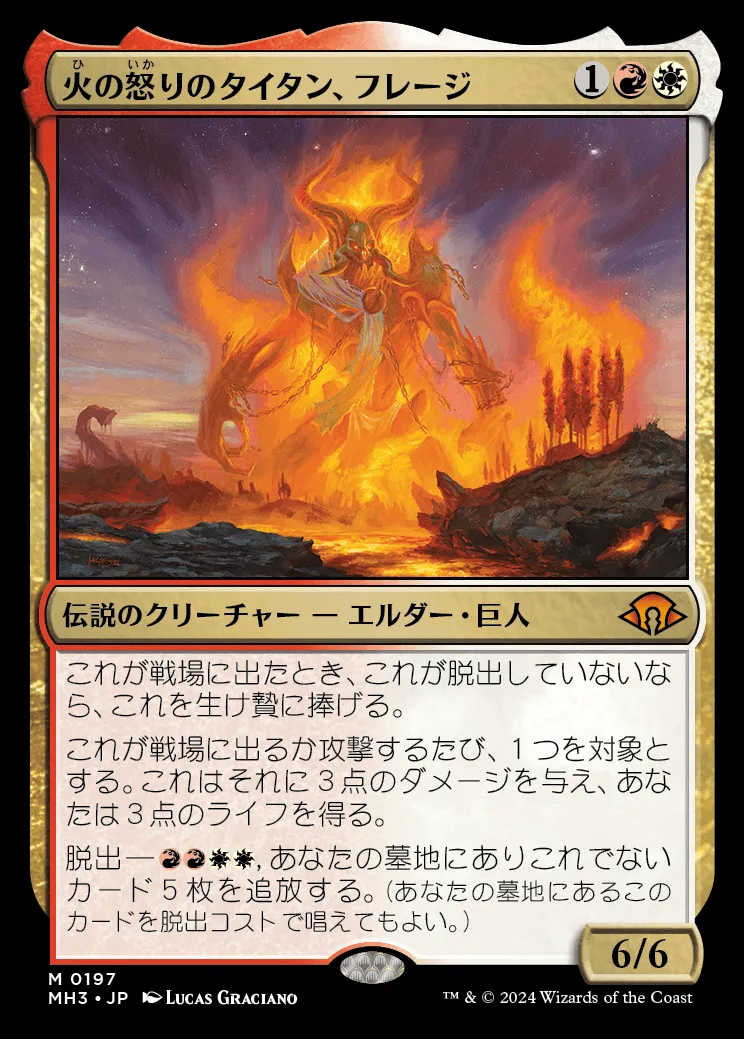 火の怒りのタイタン、フレージ 1
伝説のクリーチャー — エルダー・巨人
これが戦場に出たとき、これが脱出していないな
ら、これを生け贄に捧げる。
これが戦場に出るか攻撃するたび、1つを対象と
する。これはそれに3点のダメージを与え、あな
たは3点のライフを得る。
脱出—, あなたの墓地にありこれでない
カード5枚を追放する。(あなたの墓地にあるこの
カードを脱出コストで唱えてもよい。)
6/6
M 0197
MH3 • JP LUCAS GRACIANO
™ & © 2024 Wizards of the Coast